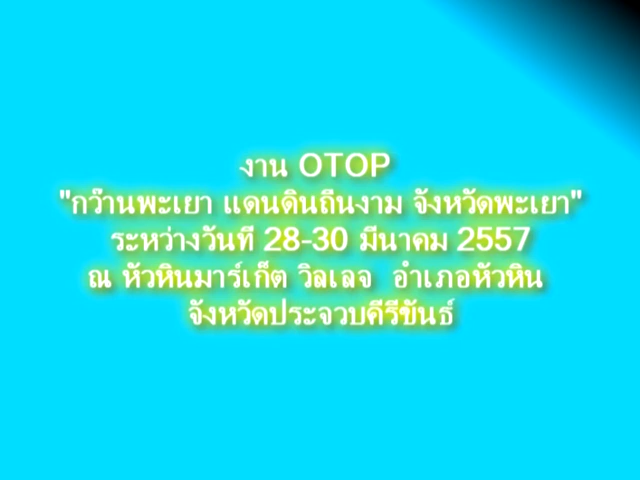 งาน OTOP
"กว๊านพะเยา แดนดินถิ่นงาม จังหวัดพะเยา"
ระหว่างวันที่ 28-30 มีนาคม 2557
ณ หัวหินมาร์เก็ต วิลเลจ อำเภอหัวหิน
จังหวัดประจวบคีรีขันธ์